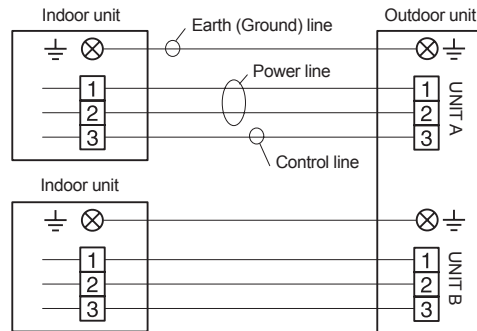 Indoor unit
Outdoor unit
Earth (Ground) line
Power line
1
2
3
1
2
3
UNIT A
Control line
Indoor unit
1
2
3
1
2
3
UNIT B